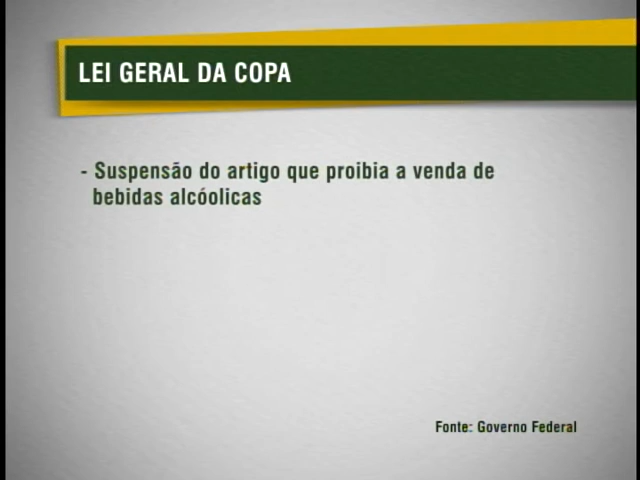 LEI GERAL DA COPA
- Suspensão do artigo que proibia a venda de
bebidas alcóolicas
Fonte: Governo Federal